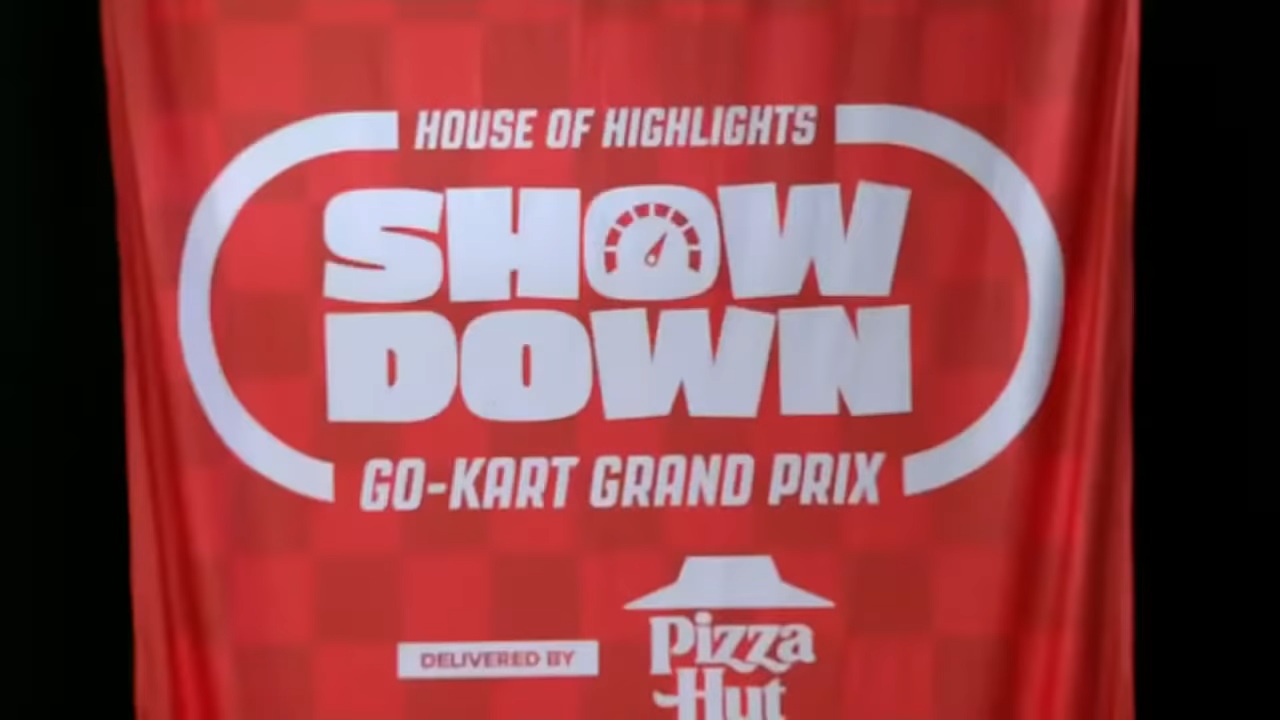 HOUSE OF HIGHLIGHTS
SHOW
DOWN
GO-KART GRAND PRIX
DELIVERED BY
Pizza
Hut